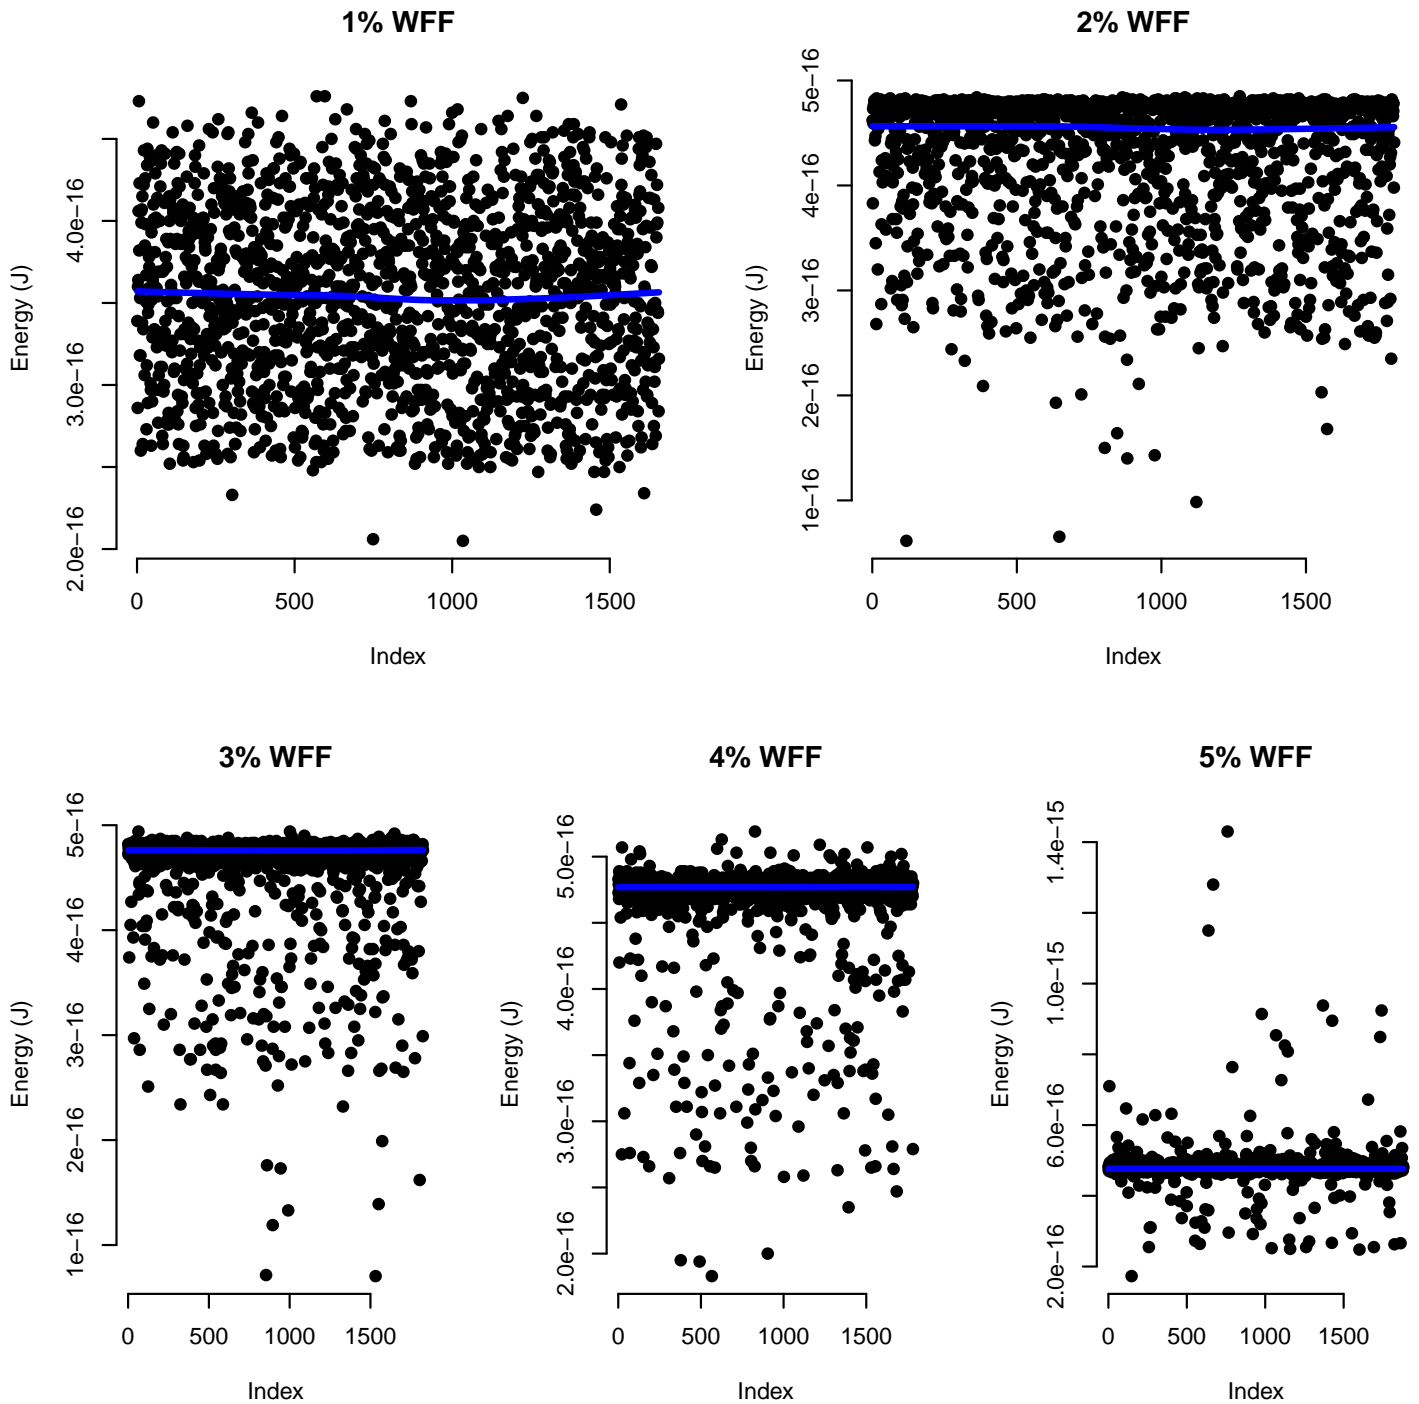 1% WFF
Energy (J)
2.0e−16 3.0e−16 4.0e−16
0 500 1000 1500
Index
2% WFF
Energy (J)
1e−16 2e−16 3e−16 4e−16 5e−16
0 500 1000 1500
Index
3% WFF
Energy (J)
1e−16 2e−16 3e−16 4e−16 5e−16
0 500 1000 1500
Index
4% WFF
Energy (J)
2.0e−16 3.0e−16 4.0e−16 5.0e−16
0 500 1000 1500
Index
5% WFF
Energy (J)
2.0e−16 6.0e−16 1.0e−15 1.4e−15
0 500 1000 1500
Index